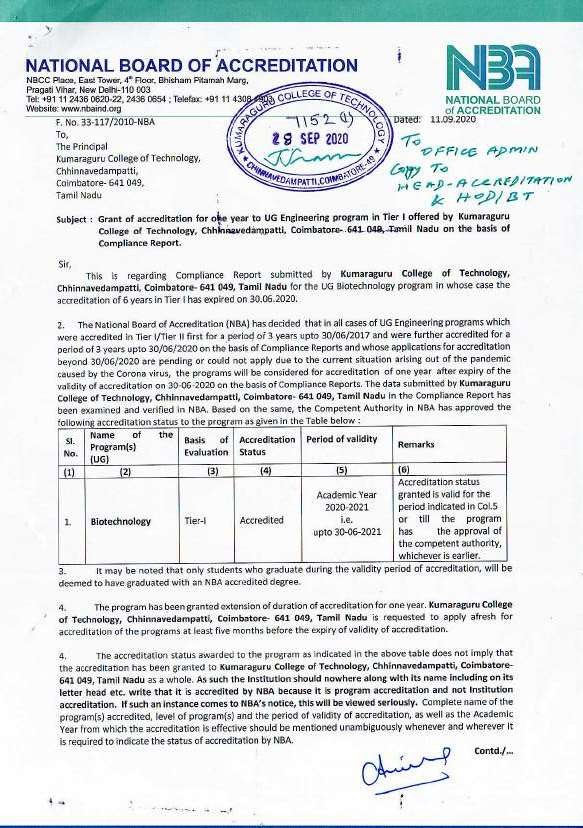 NATIONAL BOARD OF ACCREDITATION
NBCC Place, East Tower, 4th Floor, Bhisham Pitamah Marg,
Pragati Vihar, New Delhi-110 003
Tel: +91 11 2436 0620-22, 2436 0654 ; Telefax: +91 11 4308
Website: www.nbaind.org
NBA
NATIONAL BOARD
of ACCREDITATION
KUMARAGURU COLLEGE OF TECHNOLOGY
7152
28 SEP 2020
CHINNAVEDAMPATTI, COIMBATORE-49
F. No. 33-117/2010-NBA
Dated: 11.09.2020
To
OFFICE ADMIN
Copy To
HEAD-ACCREDITATION
& HOD/BT
To,
The Principal
Kumaraguru College of Technology,
Chhinnavedampatti,
Coimbatore- 641 049,
Tamil Nadu
Subject : Grant of accreditation for one year to UG Engineering program in Tier I offered by Kumaraguru
College of Technology, Chhinnavedampatti, Coimbatore- 641 049, Tamil Nadu on the basis of
Compliance Report.
Sir,
This is regarding Compliance Report submitted by Kumaraguru College of Technology,
Chhinnavedampatti, Coimbatore- 641 049, Tamil Nadu for the UG Biotechnology program in whose case the
accreditation of 6 years in Tier I has expired on 30.06.2020.
2. The National Board of Accreditation (NBA) has decided that in all cases of UG Engineering programs which
were accredited in Tier I/Tier II first for a period of 3 years upto 30/06/2017 and were further accredited for a
period of 3 years upto 30/06/2020 on the basis of Compliance Reports and whose applications for accreditation
beyond 30/06/2020 are pending or could not apply due to the current situation arising out of the pandemic
caused by the Corona virus, the programs will be considered for accreditation of one year after expiry of the
validity of accreditation on 30-06-2020 on the basis of Compliance Reports. The data submitted by Kumaraguru
College of Technology, Chhinnavedampatti, Coimbatore- 641 049, Tamil Nadu in the Compliance Report has
been examined and verified in NBA. Based on the same, the Competent Authority in NBA has approved the
following accreditation status to the program as given in the Table below :
Sl. No. Name of the Program(s) (UG) Basis of Evaluation Accreditation Status Period of validity Remarks
(1) (2) (3) (4) (5) (6)
1. Biotechnology Tier-I Accredited Academic Year 2020-2021 i.e. upto 30-06-2021 Accreditation status granted is valid for the period indicated in Col.5 or till the program has the approval of the competent authority, whichever is earlier.
3. It may be noted that only students who graduate during the validity period of accreditation, will be
deemed to have graduated with an NBA accredited degree.
4. The program has been granted extension of duration of accreditation for one year. Kumaraguru College
of Technology, Chhinnavedampatti, Coimbatore- 641 049, Tamil Nadu is requested to apply afresh for
accreditation of the programs at least five months before the expiry of validity of accreditation.
4. The accreditation status awarded to the program as indicated in the above table does not imply that
the accreditation has been granted to Kumaraguru College of Technology, Chhinnavedampatti, Coimbatore-
641 049, Tamil Nadu as a whole. As such the Institution should nowhere along with its name including on its
letter head etc. write that it is accredited by NBA because it is program accreditation and not Institution
accreditation. If such an instance comes to NBA's notice, this will be viewed seriously. Complete name of the
program(s) accredited, level of program(s) and the period of validity of accreditation, as well as the Academic
Year from which the accreditation is effective should be mentioned unambiguously whenever and wherever it
is required to indicate the status of accreditation by NBA.
Contd./...